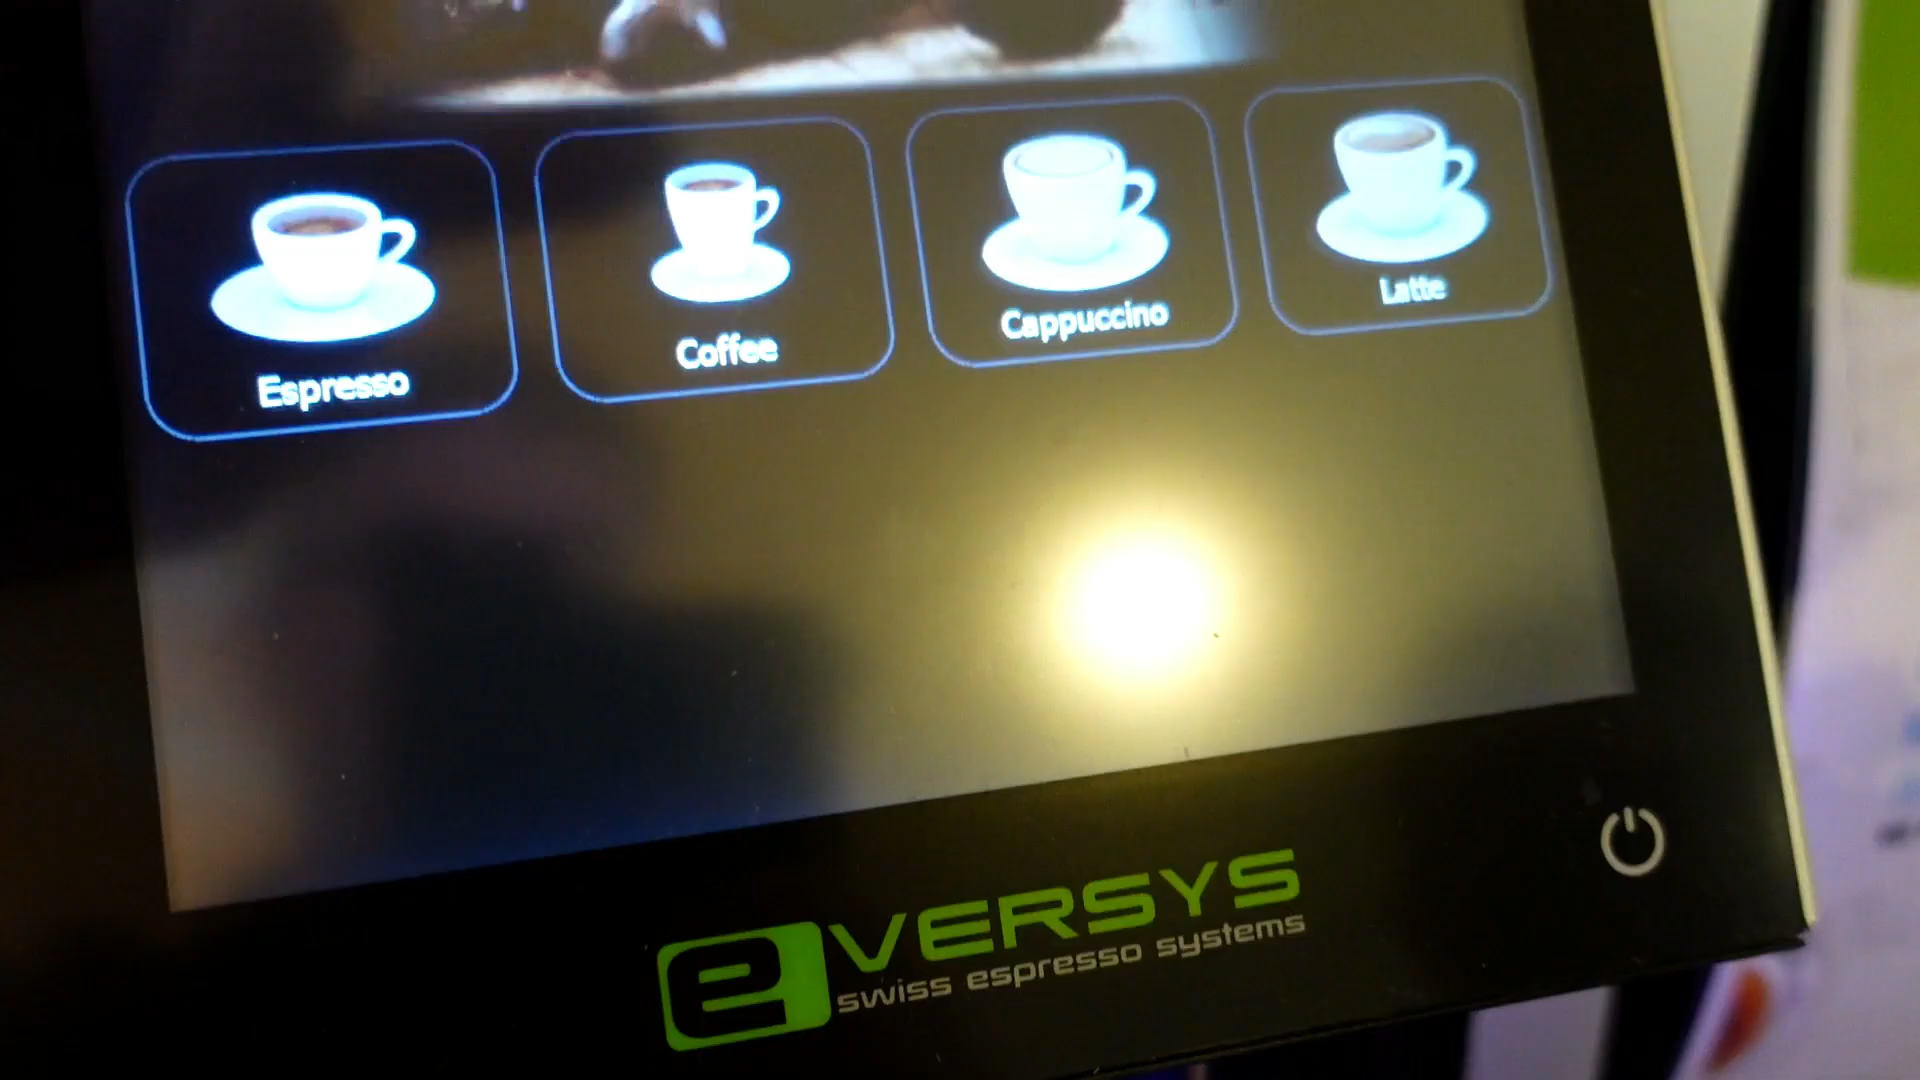 Espresso
Coffee
Cappuccino
Latte
eVERSYS
swiss espresso systems